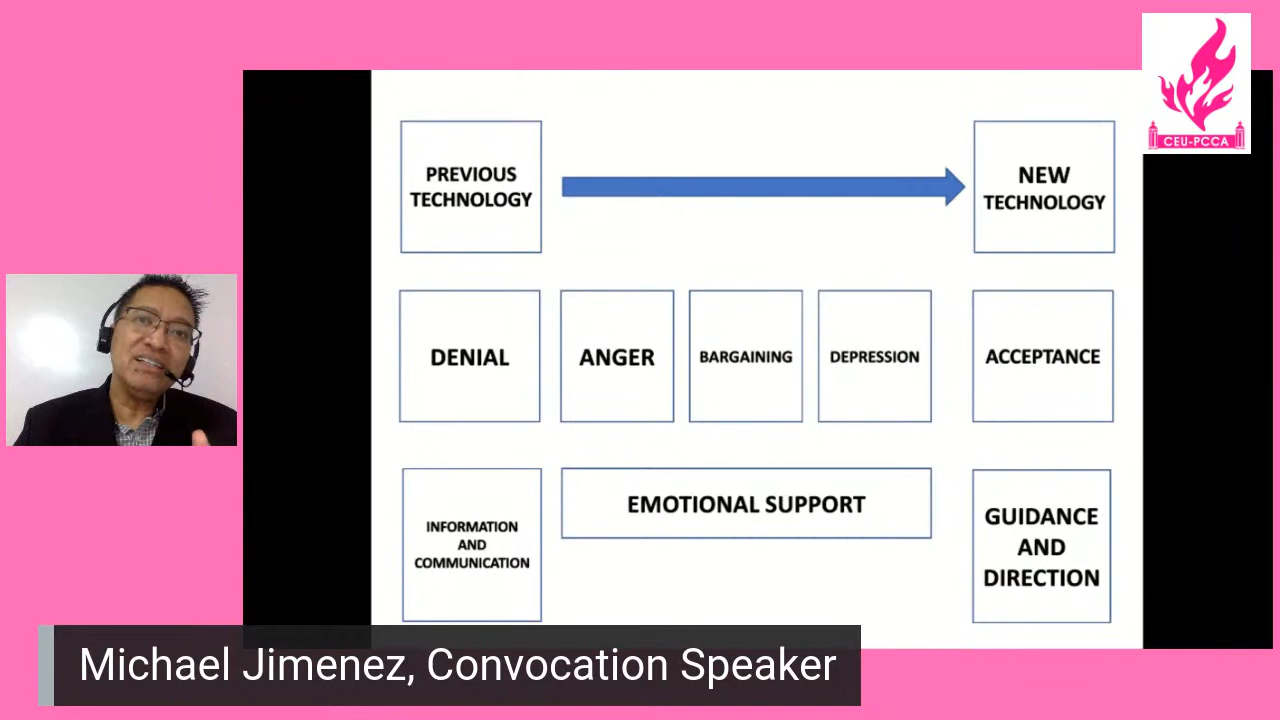 CEU-PCCA
PREVIOUS
TECHNOLOGY
NEW
TECHNOLOGY
DENIAL
ANGER
BARGAINING
DEPRESSION
ACCEPTANCE
INFORMATION
AND
COMMUNICATION
EMOTIONAL SUPPORT
GUIDANCE
AND
DIRECTION
Michael Jimenez, Convocation Speaker